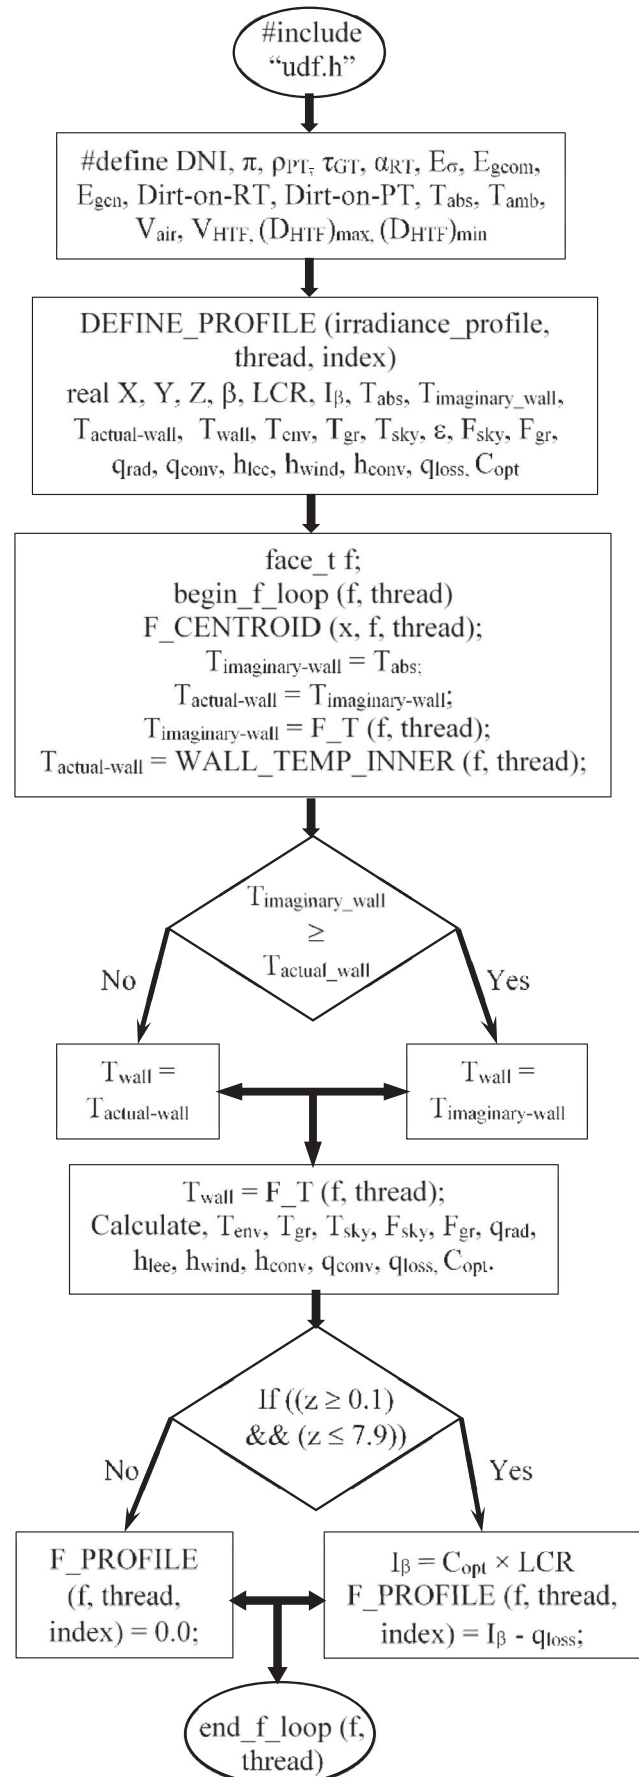 #include
“udf.h”
#define DNI, π, ρPT, τGT, αRT, Eσ, Egeom,
Egen, Dirt-on-RT, Dirt-on-PT, Tabs, Tamb,
Vair, VHTF, (DHTF)max, (DHTF)min
DEFINE_PROFILE (irradiance_profile,
thread, index)
real X, Y, Z, β, LCR, Iβ, Tabs, Timaginary_wall,
Tactual-wall, Twall, Tenv, Tgr, Tsky, ε, Fsky, Fgr,
qrad, qconv, hlee, hwind, hconv, qloss, Copt
face_t f;
begin_f_loop (f, thread)
F_CENTROID (x, f, thread);
Timaginary-wall = Tabs;
Tactual-wall = Timaginary-wall;
Timaginary-wall = F_T (f, thread);
Tactual-wall = WALL_TEMP_INNER (f, thread);
Timaginary_wall
≥
Tactual_wall
No
Yes
Twall =
Tactual-wall
Twall =
Timaginary-wall
Twall = F_T (f, thread);
Calculate, Tenv, Tgr, Tsky, Fsky, Fgr, qrad,
hlee, hwind, hconv, qconv, qloss, Copt.
If ((z ≥ 0.1)
&& (z ≤ 7.9))
No
Yes
F_PROFILE
(f, thread,
index) = 0.0;
Iβ = Copt × LCR
F_PROFILE (f, thread,
index) = Iβ - qloss;
end_f_loop (f,
thread)